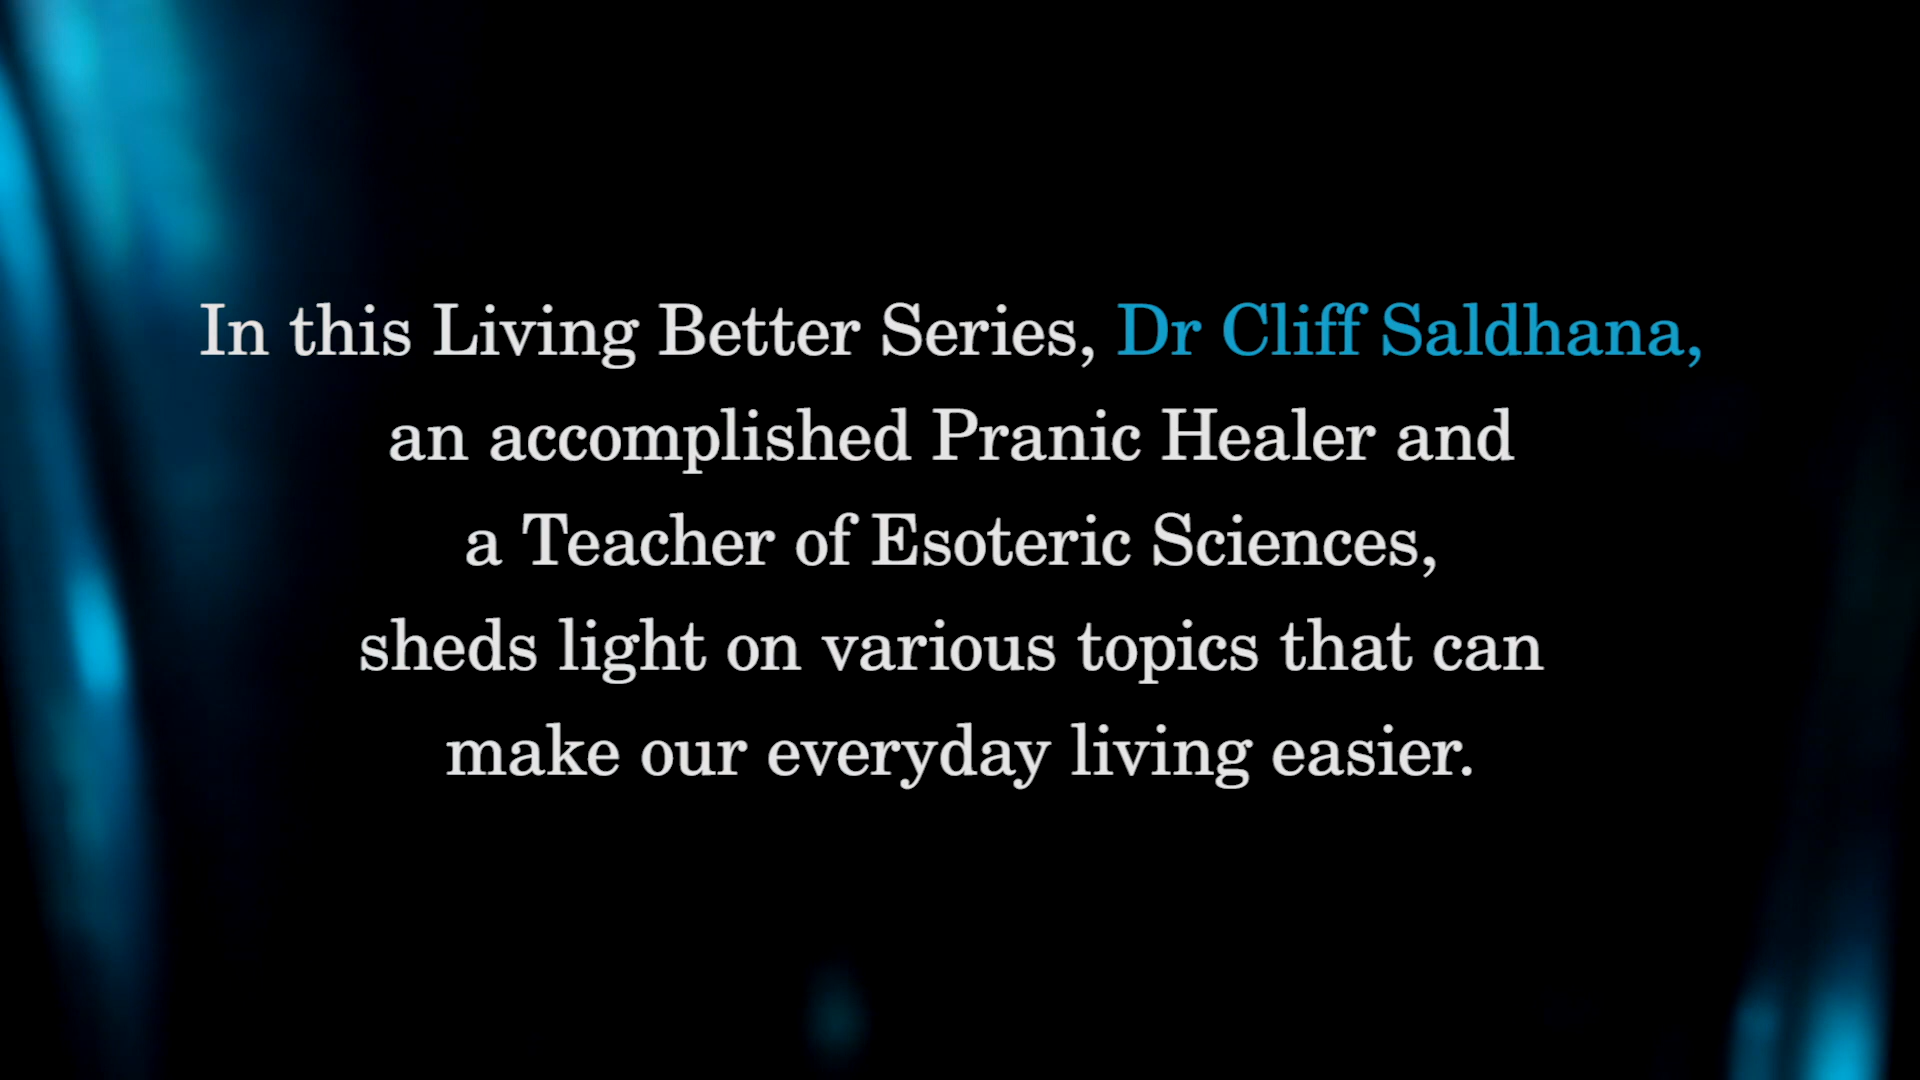 In this Living Better Series, Dr Cliff Saldhana,
an accomplished Pranic Healer and
a Teacher of Esoteric Sciences,
sheds light on various topics that can
make our everyday living easier.